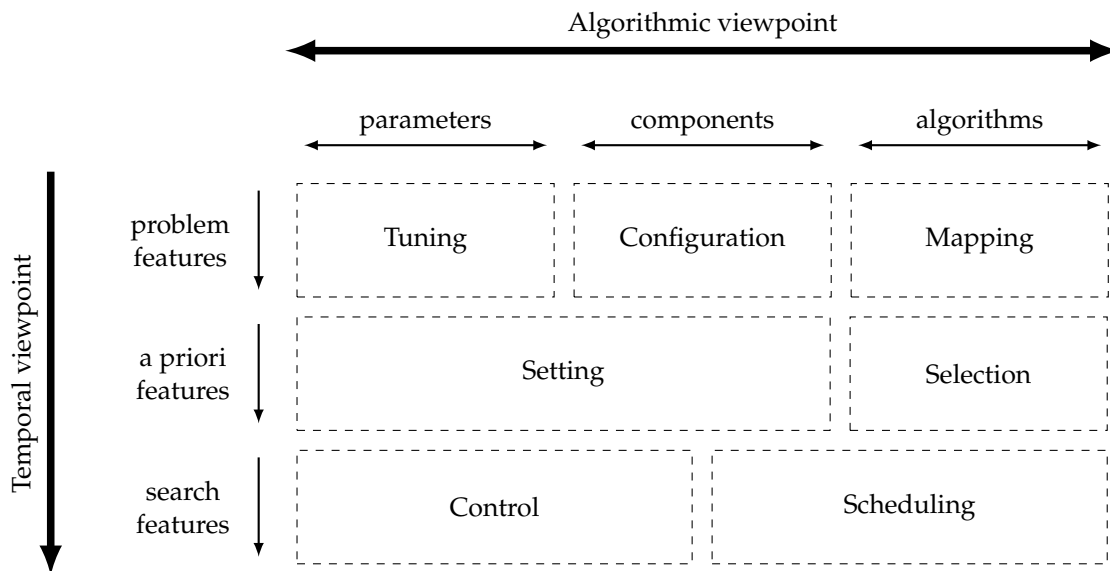 Algorithmic viewpoint
parameters
components
algorithms
Temporal viewpoint
problem
features
Tuning
Configuration
Mapping
a priori
features
Setting
Selection
search
features
Control
Scheduling